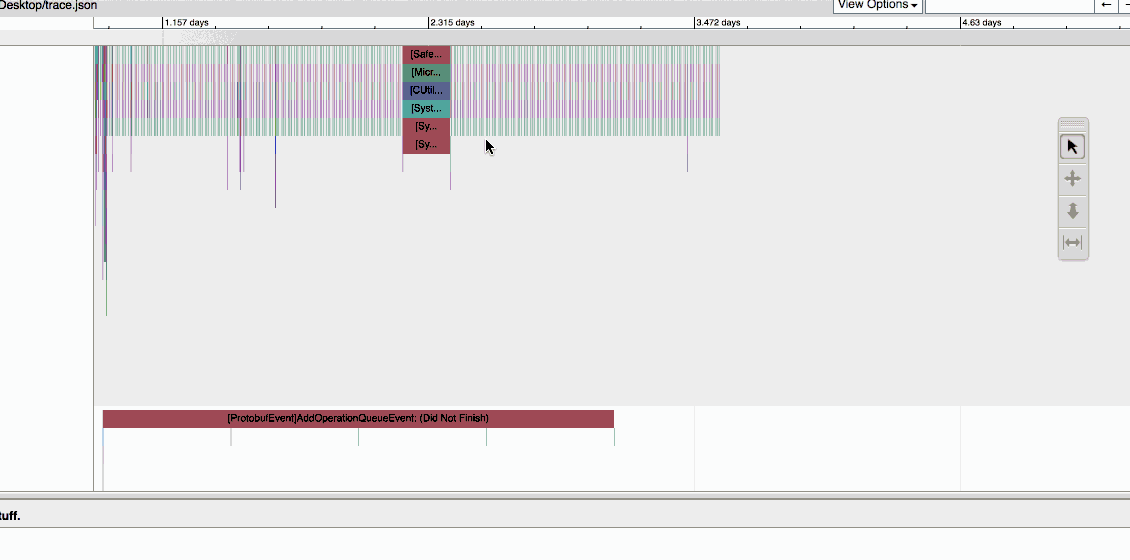 Desktop/trace.json
View Options
1.157 days
2.315 days
3.472 days
4.63 days
[Safe...
[Micr...
[CUtil...
[Syst...
[Sy...
[Sy...
[ProtobufEvent]AddOperationQueueEvent: (Did Not Finish)
tuff.